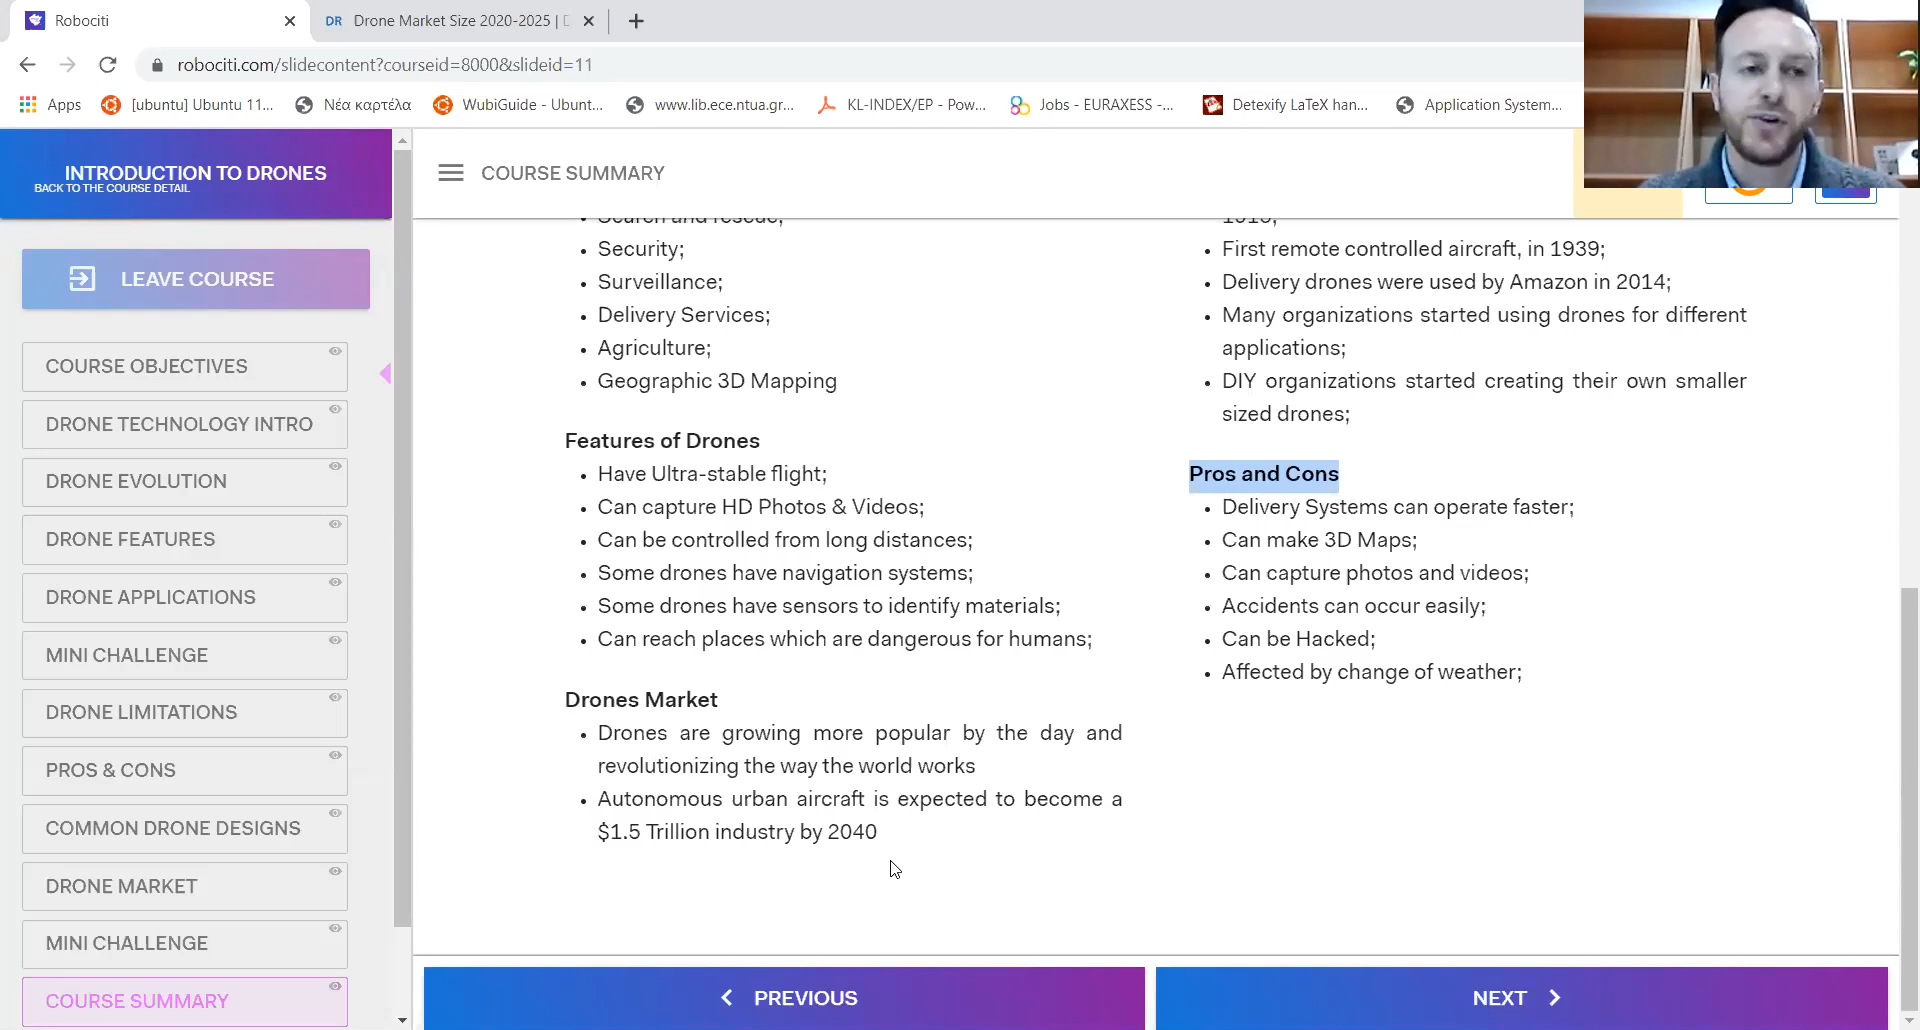 Robociti
DR Drone Market Size 2020-2025 |
robociti.com/slidecontent?courseid=8000&slideid=11
Apps
[ubuntu] Ubuntu 11...
Νέα καρτέλα
WubiGuide - Ubunt...
www.lib.ece.ntua.gr...
KL-INDEX/EP - Pow...
Jobs - EURAXESS -...
Detexify LaTeX han...
Application System...
INTRODUCTION TO DRONES
BACK TO THE COURSE DETAIL
LEAVE COURSE
COURSE OBJECTIVES
DRONE TECHNOLOGY INTRO
DRONE EVOLUTION
DRONE FEATURES
DRONE APPLICATIONS
MINI CHALLENGE
DRONE LIMITATIONS
PROS & CONS
COMMON DRONE DESIGNS
DRONE MARKET
MINI CHALLENGE
COURSE SUMMARY
COURSE SUMMARY
Search and rescue;
Security;
Surveillance;
Delivery Services;
Agriculture;
Geographic 3D Mapping
Features of Drones
Have Ultra-stable flight;
Can capture HD Photos & Videos;
Can be controlled from long distances;
Some drones have navigation systems;
Some drones have sensors to identify materials;
Can reach places which are dangerous for humans;
Drones Market
Drones are growing more popular by the day and
revolutionizing the way the world works
Autonomous urban aircraft is expected to become a
$1.5 Trillion industry by 2040
First remote controlled aircraft, in 1939;
Delivery drones were used by Amazon in 2014;
Many organizations started using drones for different
applications;
DIY organizations started creating their own smaller
sized drones;
Pros and Cons
Delivery Systems can operate faster;
Can make 3D Maps;
Can capture photos and videos;
Accidents can occur easily;
Can be Hacked;
Affected by change of weather;
PREVIOUS
NEXT